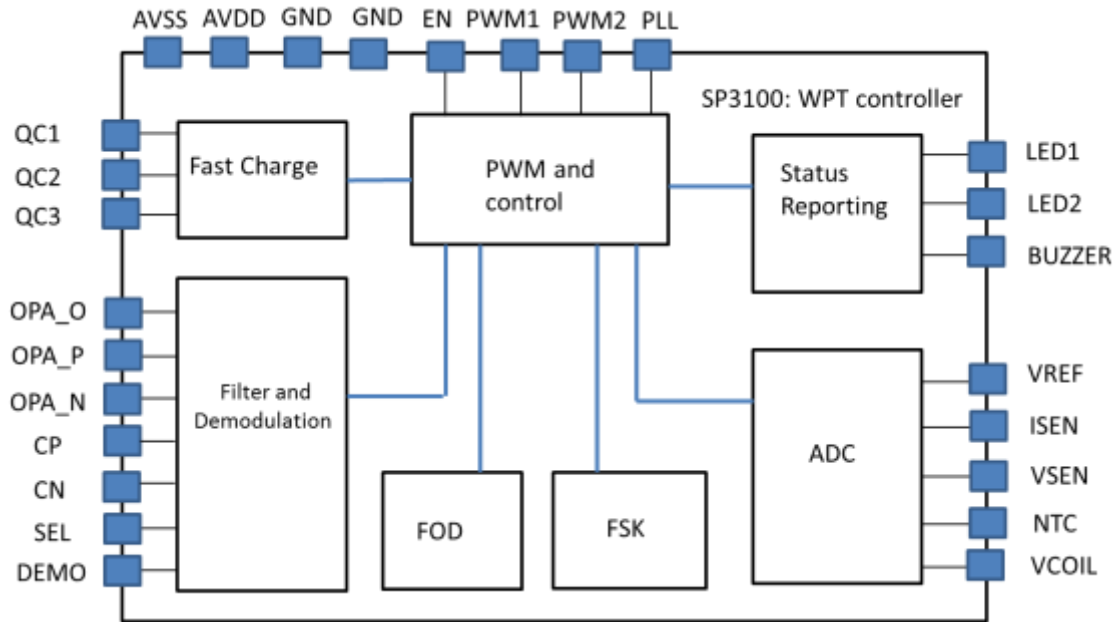 AVSS AVDD GND GND EN PWM1 PWM2 PLL
SP3100: WPT controller
QC1
QC2
QC3
Fast Charge
PWM and
control
Status
Reporting
LED1
LED2
BUZZER
OPA_O
OPA_P
OPA_N
CP
CN
SEL
DEMO
Filter and
Demodulation
FOD
FSK
ADC
VREF
ISEN
VSEN
NTC
VCOIL